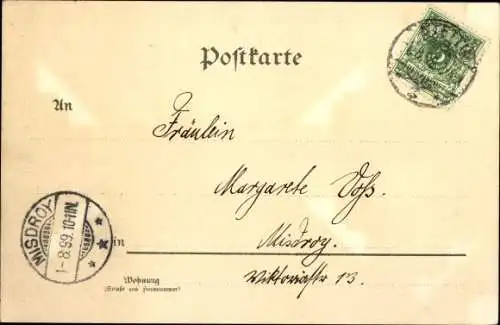 Postkarte
An
Fräulein
Margarete Voss.
MISDROY
1-8.99.10-11N.
in
Misdroy.
Viktoriastr 13.
Wohnung
(Straße und Hausnummer)